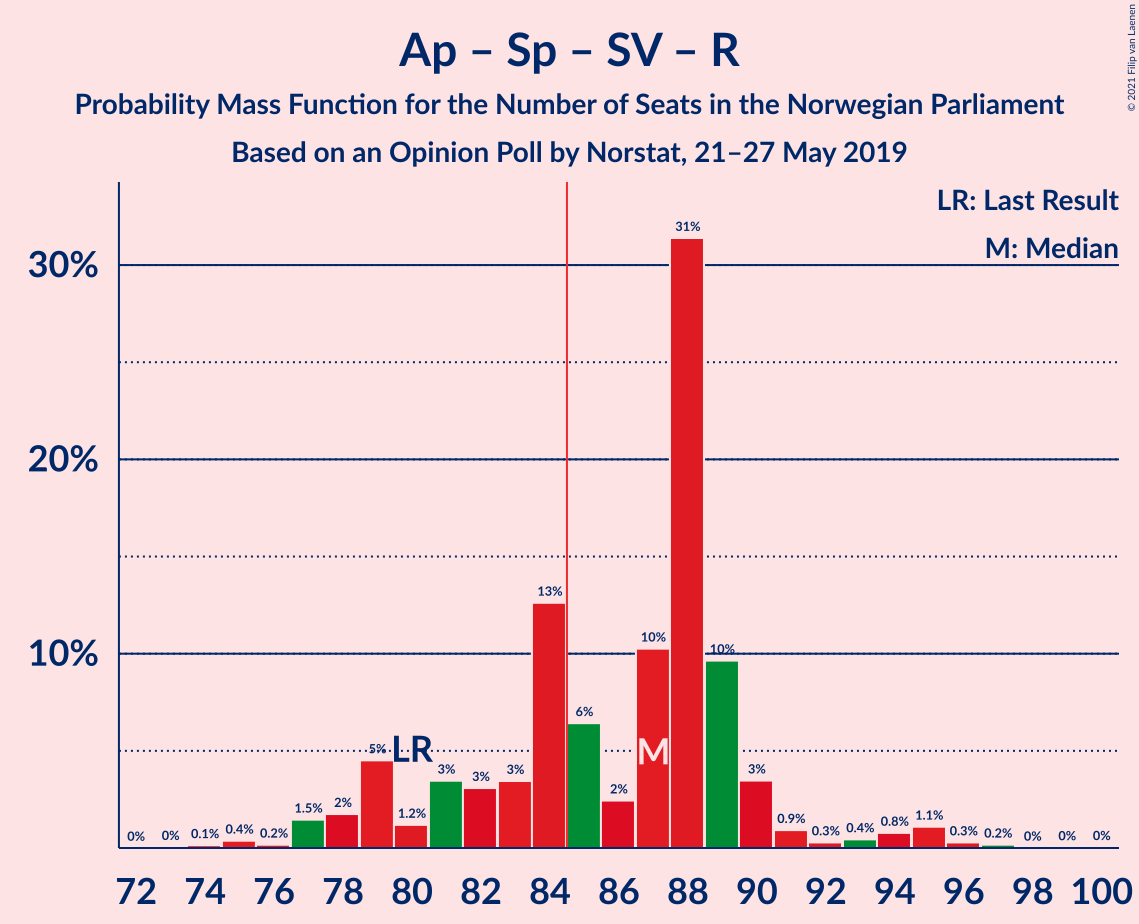 Ap – Sp – SV – R
Probability Mass Function for the Number of Seats in the Norwegian Parliament
Based on an Opinion Poll by Norstat, 21–27 May 2019
© 2021 Filip van Laenen
LR: Last Result
M: Median
30%
20%
10%
0% 0% 0.1% 0.4% 0.2% 1.5% 2% 5% 1.2% 3% 3% 3% 13% 6% 2% 10% 31% 10% 3% 0.9% 0.3% 0.4% 0.8% 1.1% 0.3% 0.2% 0% 0% 0%
LR
M
72 74 76 78 80 82 84 86 88 90 92 94 96 98 100